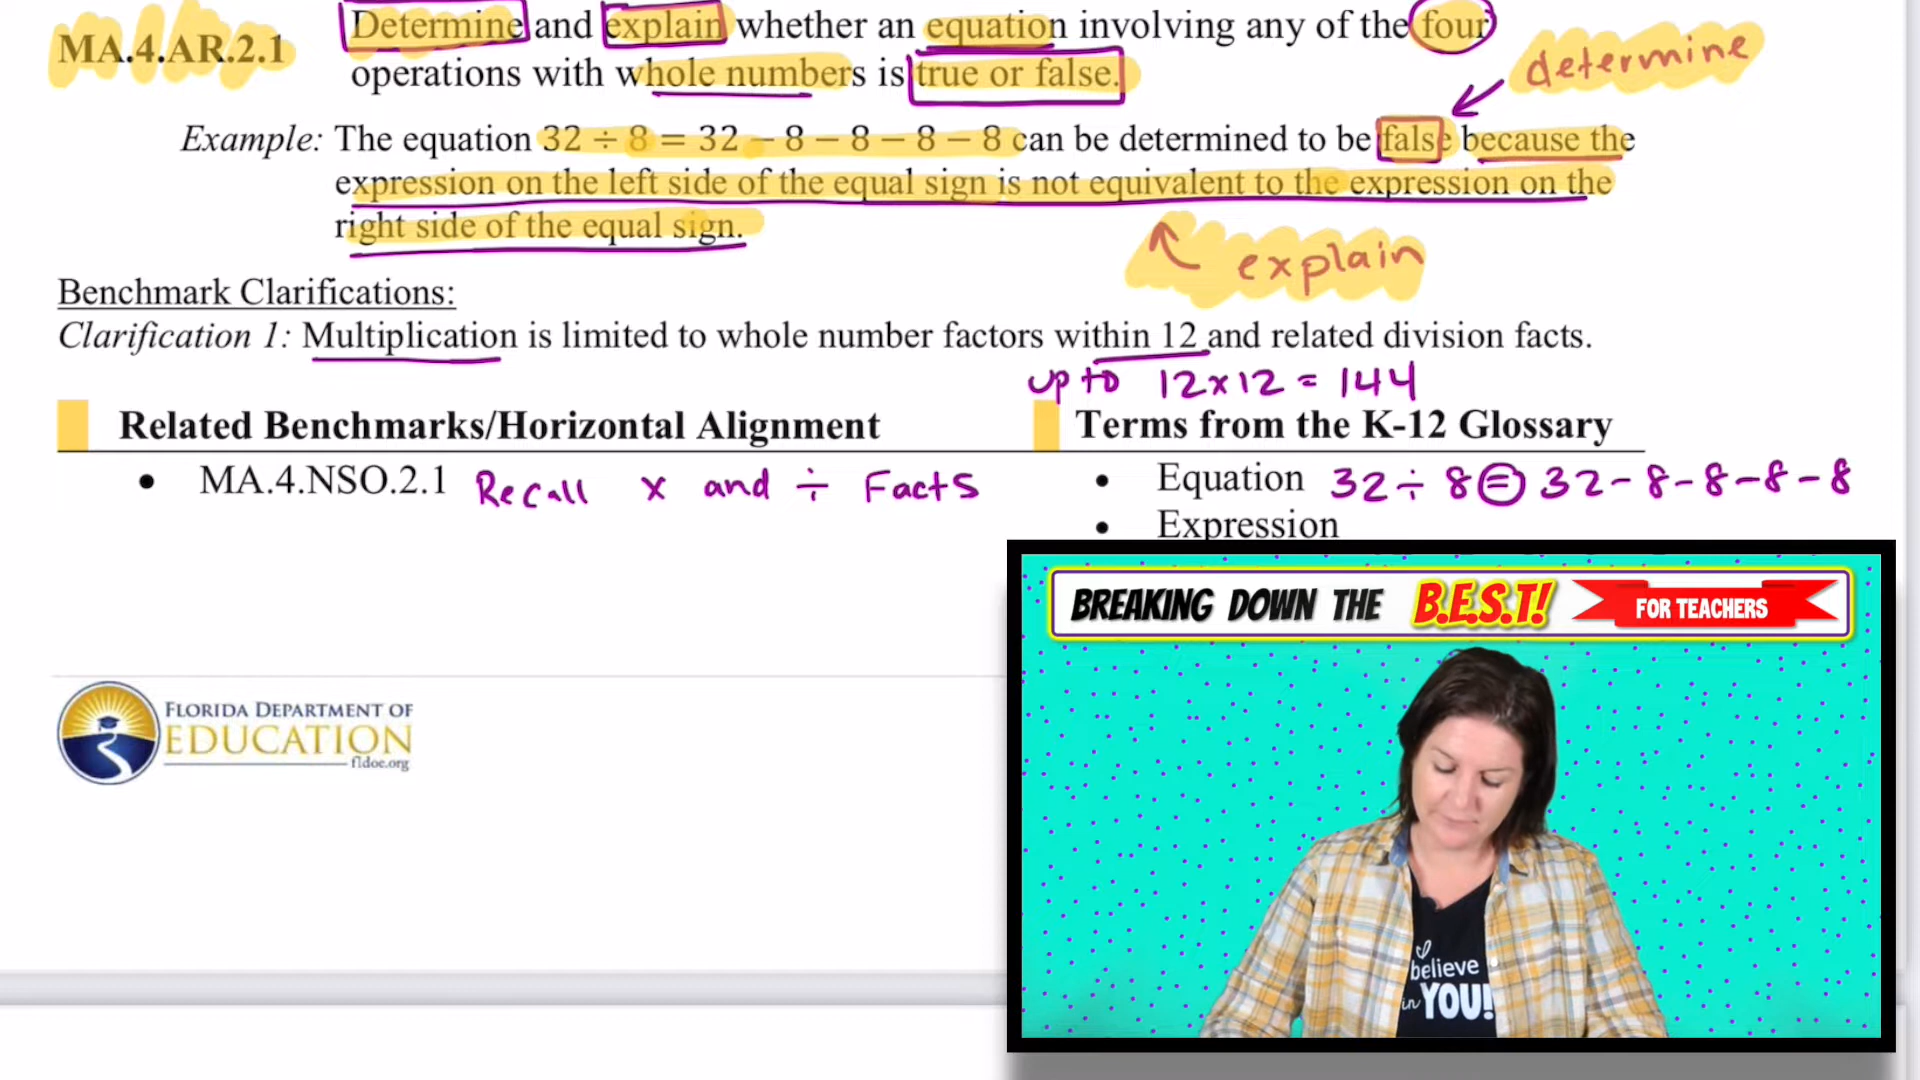 MA.4.AR.2.1
Determine and explain whether an equation involving any of the four
operations with whole numbers is true or false.
determine
Example: The equation 32 ÷ 8 = 32 − 8 − 8 − 8 − 8 can be determined to be false because the
expression on the left side of the equal sign is not equivalent to the expression on the
right side of the equal sign.
explain
Benchmark Clarifications:
Clarification 1: Multiplication is limited to whole number factors within 12 and related division facts.
up to 12x12 = 144
Related Benchmarks/Horizontal Alignment
MA.4.NSO.2.1 Recall x and ÷ Facts
Terms from the K-12 Glossary
Equation 32 ÷ 8 = 32 - 8 - 8 - 8 - 8
Expression
FLORIDA DEPARTMENT OF
EDUCATION
fldoe.org
BREAKING DOWN THE B.E.S.T! FOR TEACHERS
I
believe
in YOU!